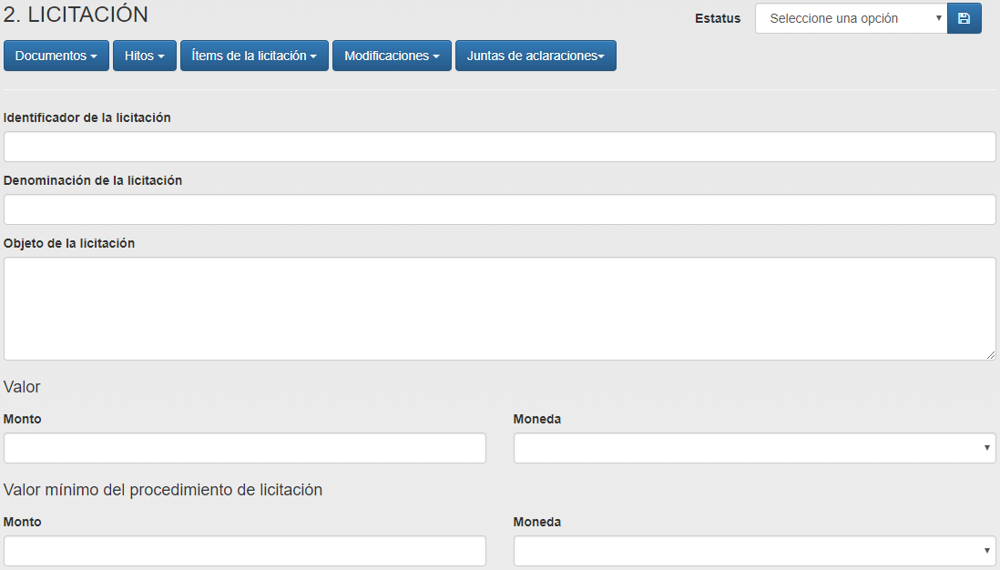 2. LICITACIÓN
Estatus Seleccione una opción
Documentos Hitos Ítems de la licitación Modificaciones Juntas de aclaraciones
Identificador de la licitación
Denominación de la licitación
Objeto de la licitación
Valor
Monto Moneda
Valor mínimo del procedimiento de licitación
Monto Moneda